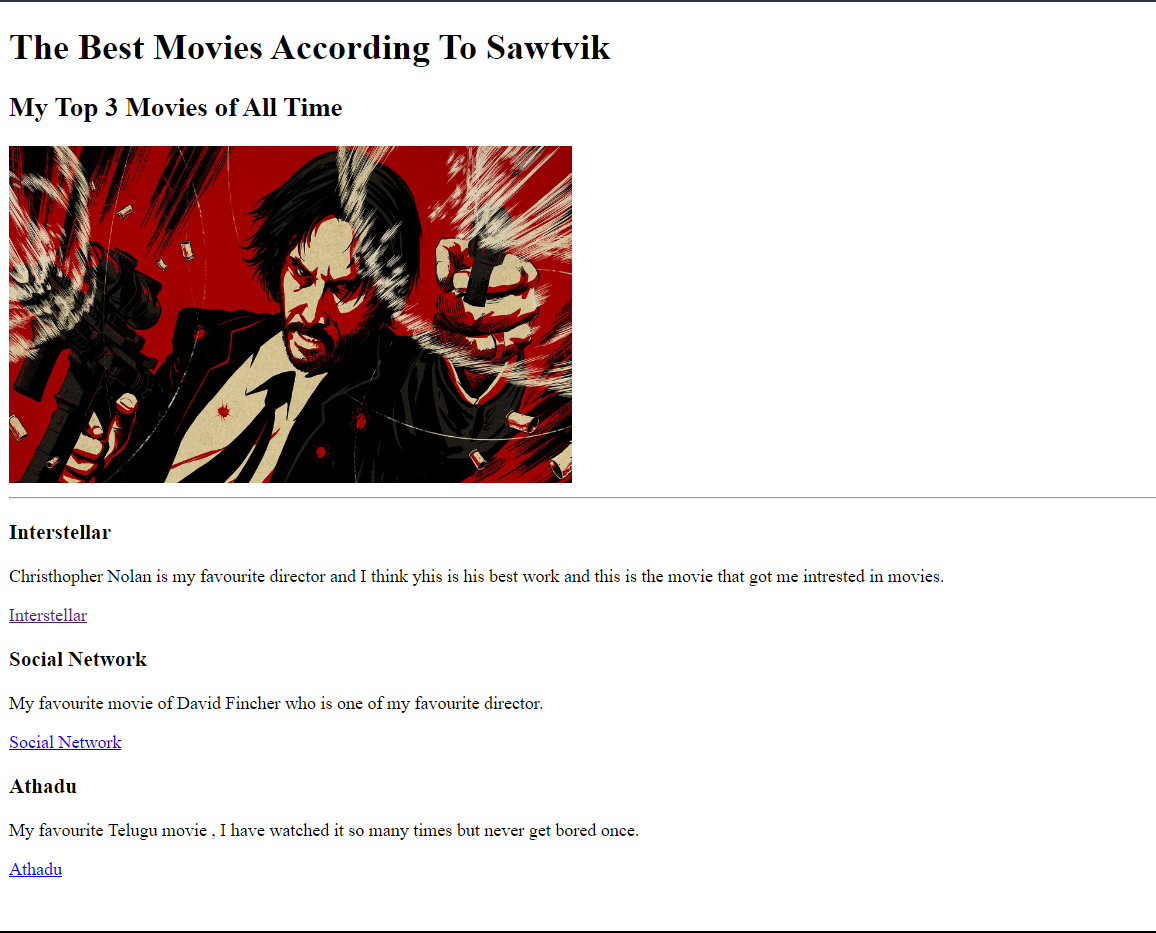 The Best Movies According To Sawtvik
My Top 3 Movies of All Time
Interstellar
Christhopher Nolan is my favourite director and I think yhis is his best work and this is the movie that got me intrested in movies.
Interstellar
Social Network
My favourite movie of David Fincher who is one of my favourite director.
Social Network
Athadu
My favourite Telugu movie , I have watched it so many times but never get bored once.
Athadu